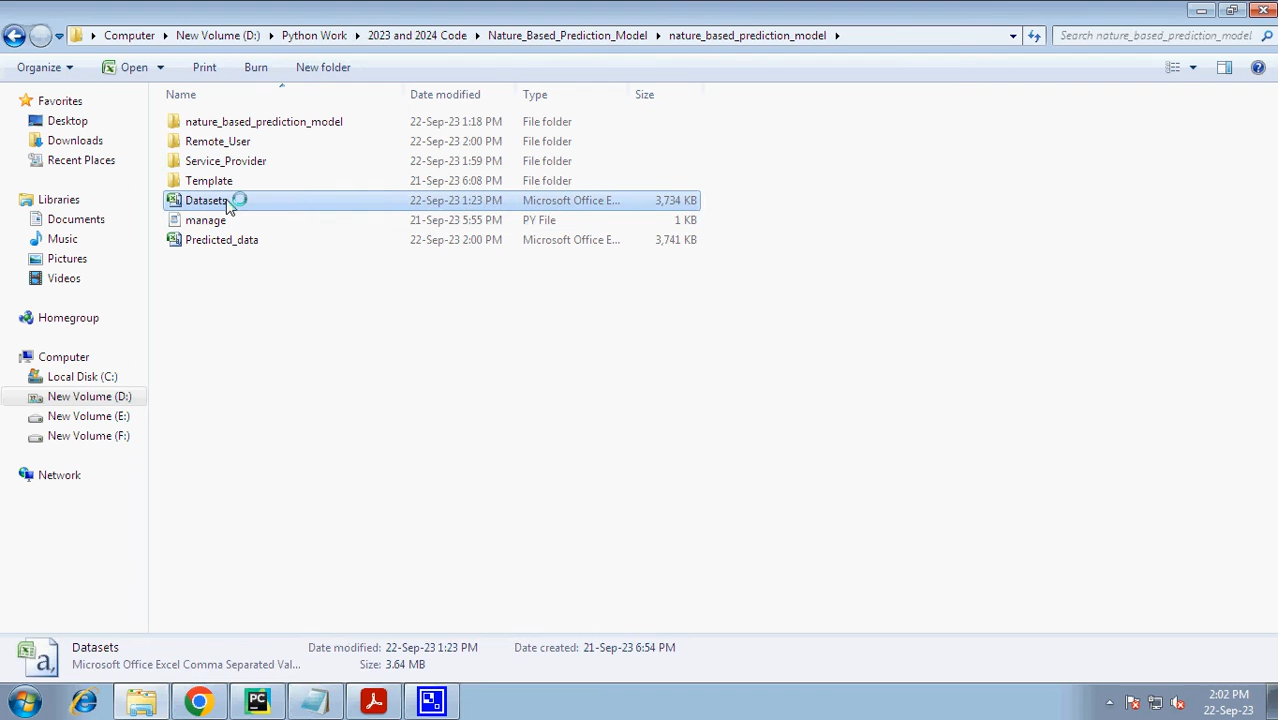 Computer New Volume (D:) Python Work 2023 and 2024 Code Nature_Based_Prediction_Model nature_based_prediction_model Search nature_based_prediction_model
Organize Open Print Burn New folder
Name Date modified Type Size
Favorites
Desktop
Downloads
Recent Places
Libraries
Documents
Music
Pictures
Videos
Homegroup
Computer
Local Disk (C:)
New Volume (D:)
New Volume (E:)
New Volume (F:)
Network
nature_based_prediction_model 22-Sep-23 1:18 PM File folder
Remote_User 22-Sep-23 2:00 PM File folder
Service_Provider 22-Sep-23 1:59 PM File folder
Template 21-Sep-23 6:08 PM File folder
Datasets 22-Sep-23 1:23 PM Microsoft Office E... 3,734 KB
manage 21-Sep-23 5:55 PM PY File 1 KB
Predicted_data 22-Sep-23 2:00 PM Microsoft Office E... 3,741 KB
Datasets Date modified: 22-Sep-23 1:23 PM Date created: 21-Sep-23 6:54 PM
Microsoft Office Excel Comma Separated Val... Size: 3.64 MB
PC
2:02 PM
22-Sep-23